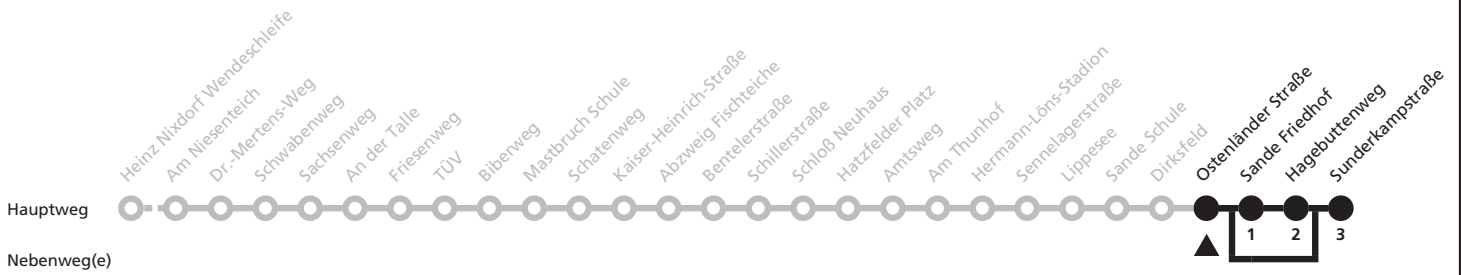 Heinz Nixdorf Wendeschleife
Am Niesenteich
Dr.-Mertens-Weg
Schwabenweg
Sachsenweg
An der Talle
Friesenweg
TÜV
Biberweg
Mastbruch Schule
Schatenweg
Kaiser-Heinrich-Straße
Abzweig Fischteiche
Bentelerstraße
Schillerstraße
Schloß Neuhaus
Hatzfelder Platz
Amtsweg
Am Thunhof
Hermann-Löns-Stadion
Sennelagerstraße
Lippesee
Sande Schule
Dirksfeld
Ostenländer Straße
Sande Friedhof
Hagebuttenweg
Sunderkampstraße
Hauptweg
1 2 3
Nebenweg(e)